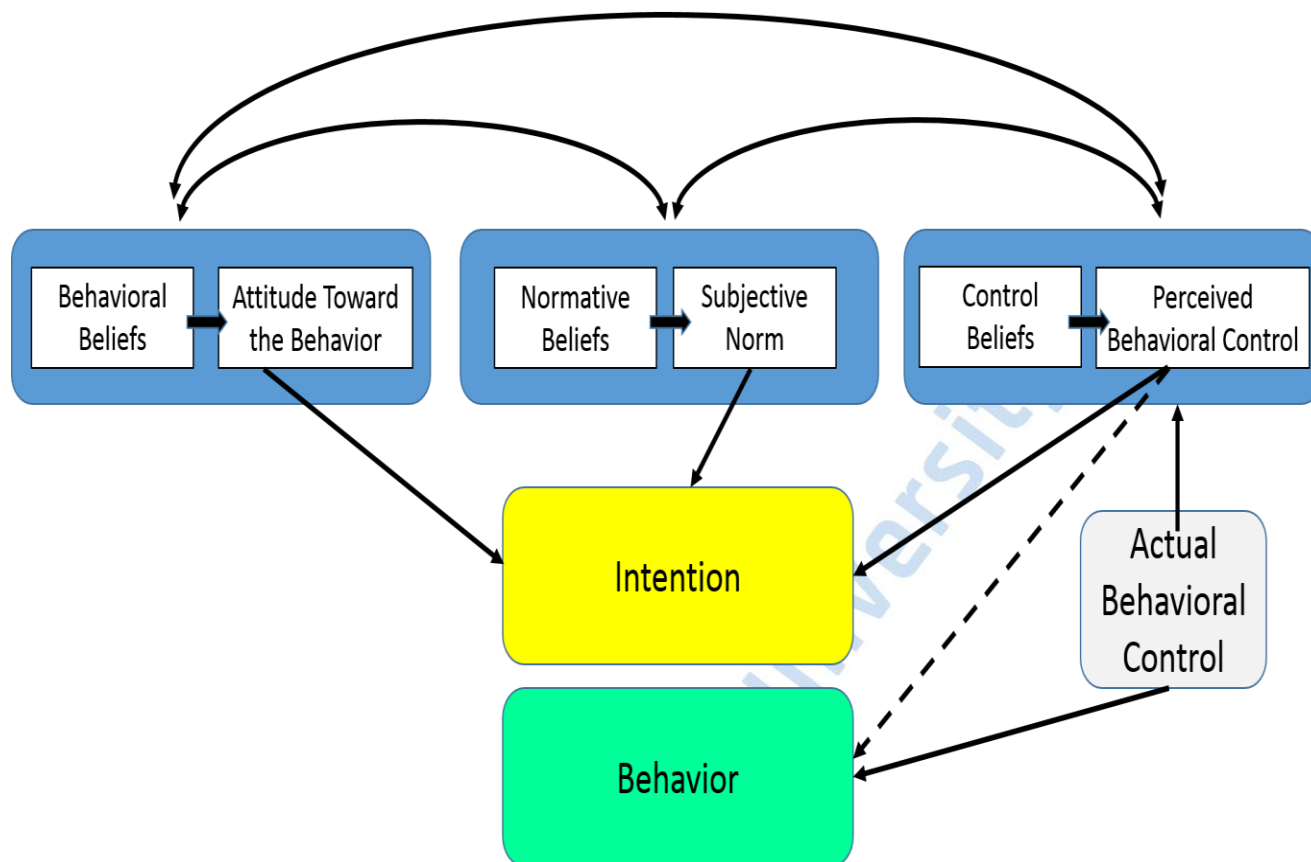 Behavioral
Beliefs
Attitude Toward
the Behavior
Normative
Beliefs
Subjective
Norm
Control
Beliefs
Perceived
Behavioral Control
Intention
Actual
Behavioral
Control
Behavior